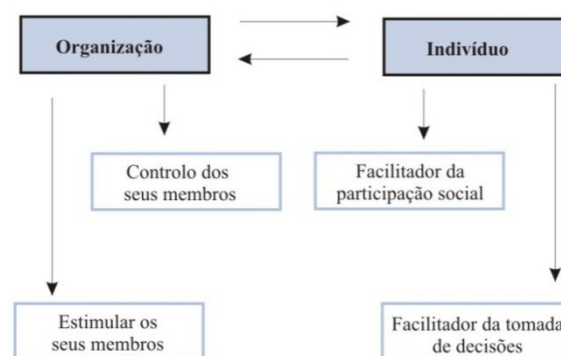 Organização
Indivíduo
Controlo dos
seus membros
Facilitador da
participação social
Estimular os
seus membros
Facilitador da tomada
de decisões